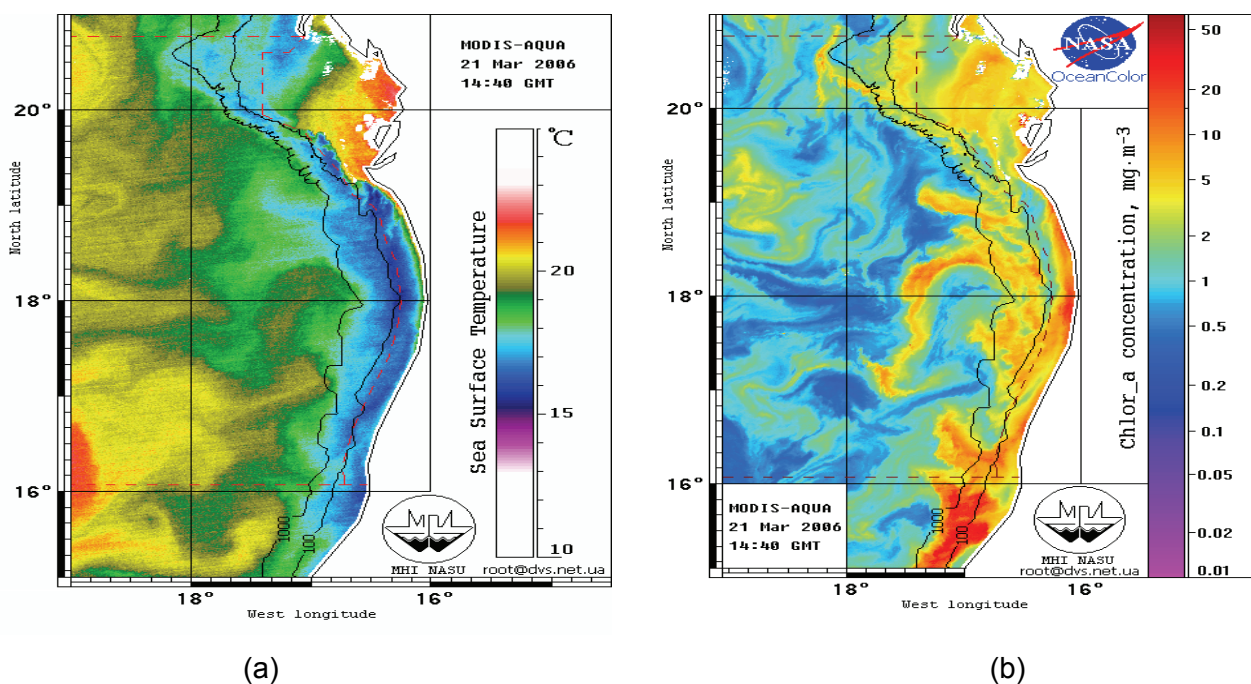 MODIS-AQUA
21 Mar 2006
14:40 GMT
°C
20
15
10
Sea Surface Temperature
North latitude
20°
18°
16°
1000
100
MHI NASU
root@dvs.net.ua
18°
16°
West longitude
(a)
NASA
OceanColor
50
20
10
5
2
1
0.5
0.2
0.1
0.05
0.02
0.01
Chlor_a concentration, mg·m-3
North latitude
20°
18°
16°
MODIS-AQUA
21 Mar 2006
14:40 GMT
1000
100
MHI NASU
root@dvs.net.ua
18°
16°
West longitude
(b)